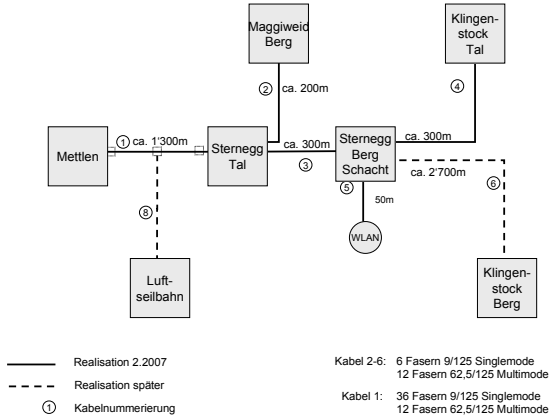 Maggiweid
Berg
Klingen-
stock
Tal
② ca. 200m
④
① ca. 1'300m
Mettlen
Sternegg
Tal
ca. 300m
③
Sternegg
Berg
Schacht
ca. 300m
ca. 2'700m
⑤
⑥
50m
⑧
WLAN
Luft-
seilbahn
Klingen-
stock
Berg
Realisation 2.2007
Realisation später
① Kabelnummerierung
Kabel 2-6: 6 Fasern 9/125 Singlemode
12 Fasern 62,5/125 Multimode
Kabel 1: 36 Fasern 9/125 Singlemode
12 Fasern 62,5/125 Multimode